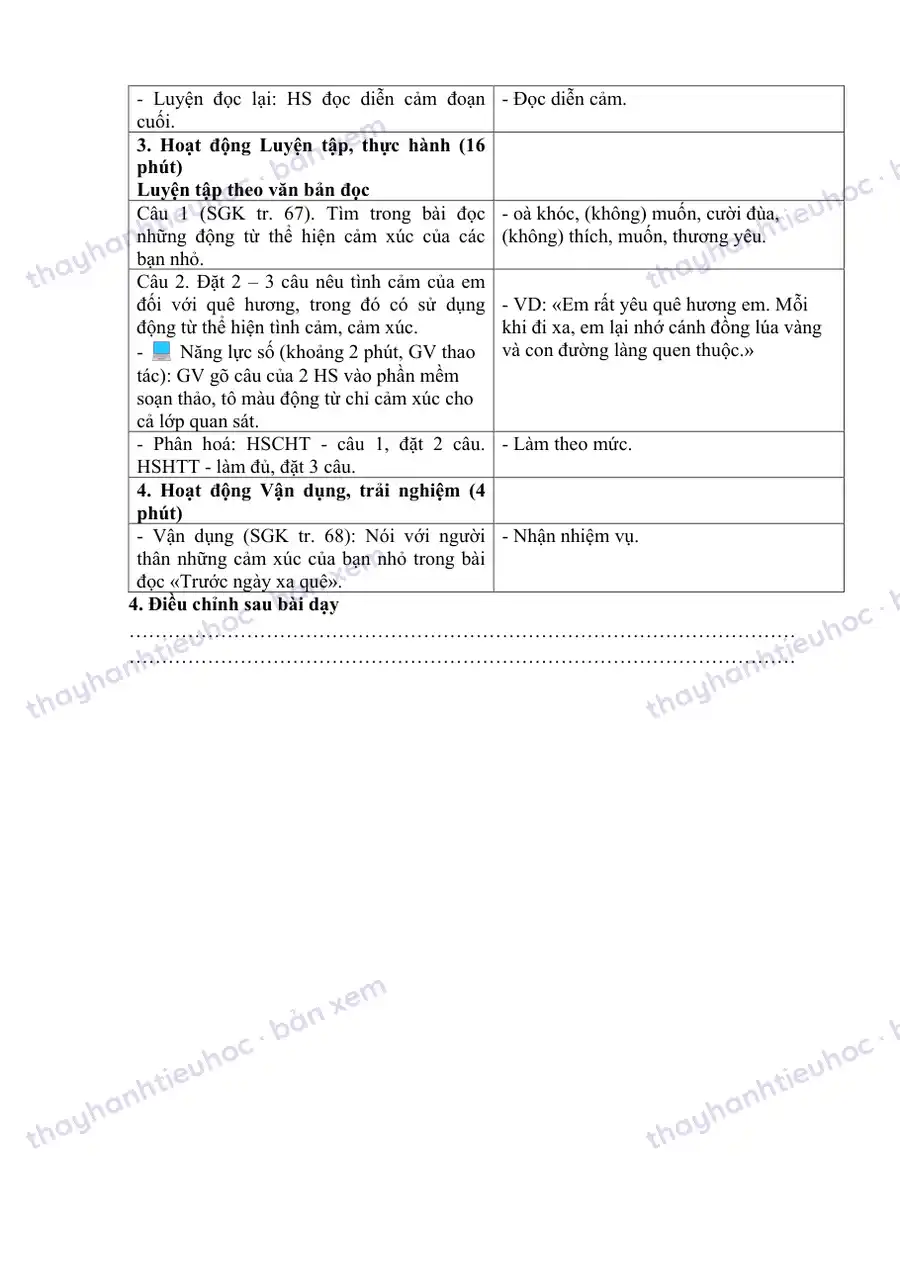 - Luyện đọc lại: HS đọc diễn cảm đoạn
cuối.
- Đọc diễn cảm.
3. Hoạt động Luyện tập, thực hành (16
phút)
Luyện tập theo văn bản đọc
Câu 1 (SGK tr. 67). Tìm trong bài đọc
những động từ thể hiện cảm xúc của các
bạn nhỏ.
- oà khóc, (không) muốn, cười đùa,
(không) thích, muốn, thương yêu.
Câu 2. Đặt 2 – 3 câu nêu tình cảm của em
đối với quê hương, trong đó có sử dụng
động từ thể hiện tình cảm, cảm xúc.
- Năng lực số (khoảng 2 phút, GV thao
tác): GV gõ câu của 2 HS vào phần mềm
soạn thảo, tô màu động từ chỉ cảm xúc cho
cả lớp quan sát.
- VD: «Em rất yêu quê hương em. Mỗi
khi đi xa, em lại nhớ cánh đồng lúa vàng
và con đường làng quen thuộc.»
- Phân hoá: HSCHT - câu 1, đặt 2 câu.
HSHTT - làm đủ, đặt 3 câu.
- Làm theo mức.
4. Hoạt động Vận dụng, trải nghiệm (4
phút)
- Vận dụng (SGK tr. 68): Nói với người
thân những cảm xúc của bạn nhỏ trong bài
đọc «Trước ngày xa quê».
- Nhận nhiệm vụ.
4. Điều chỉnh sau bài dạy
……………………………………………………………………………………
……………………………………………………………………………………
thayhanhtieuhoc · bản xem
thayhanhtieuhoc · b
thayhanhtieuhoc · bản xem
thayhanhtieuhoc · b
thayhanhtieuhoc · bản xem
thayhanhtieuhoc · b